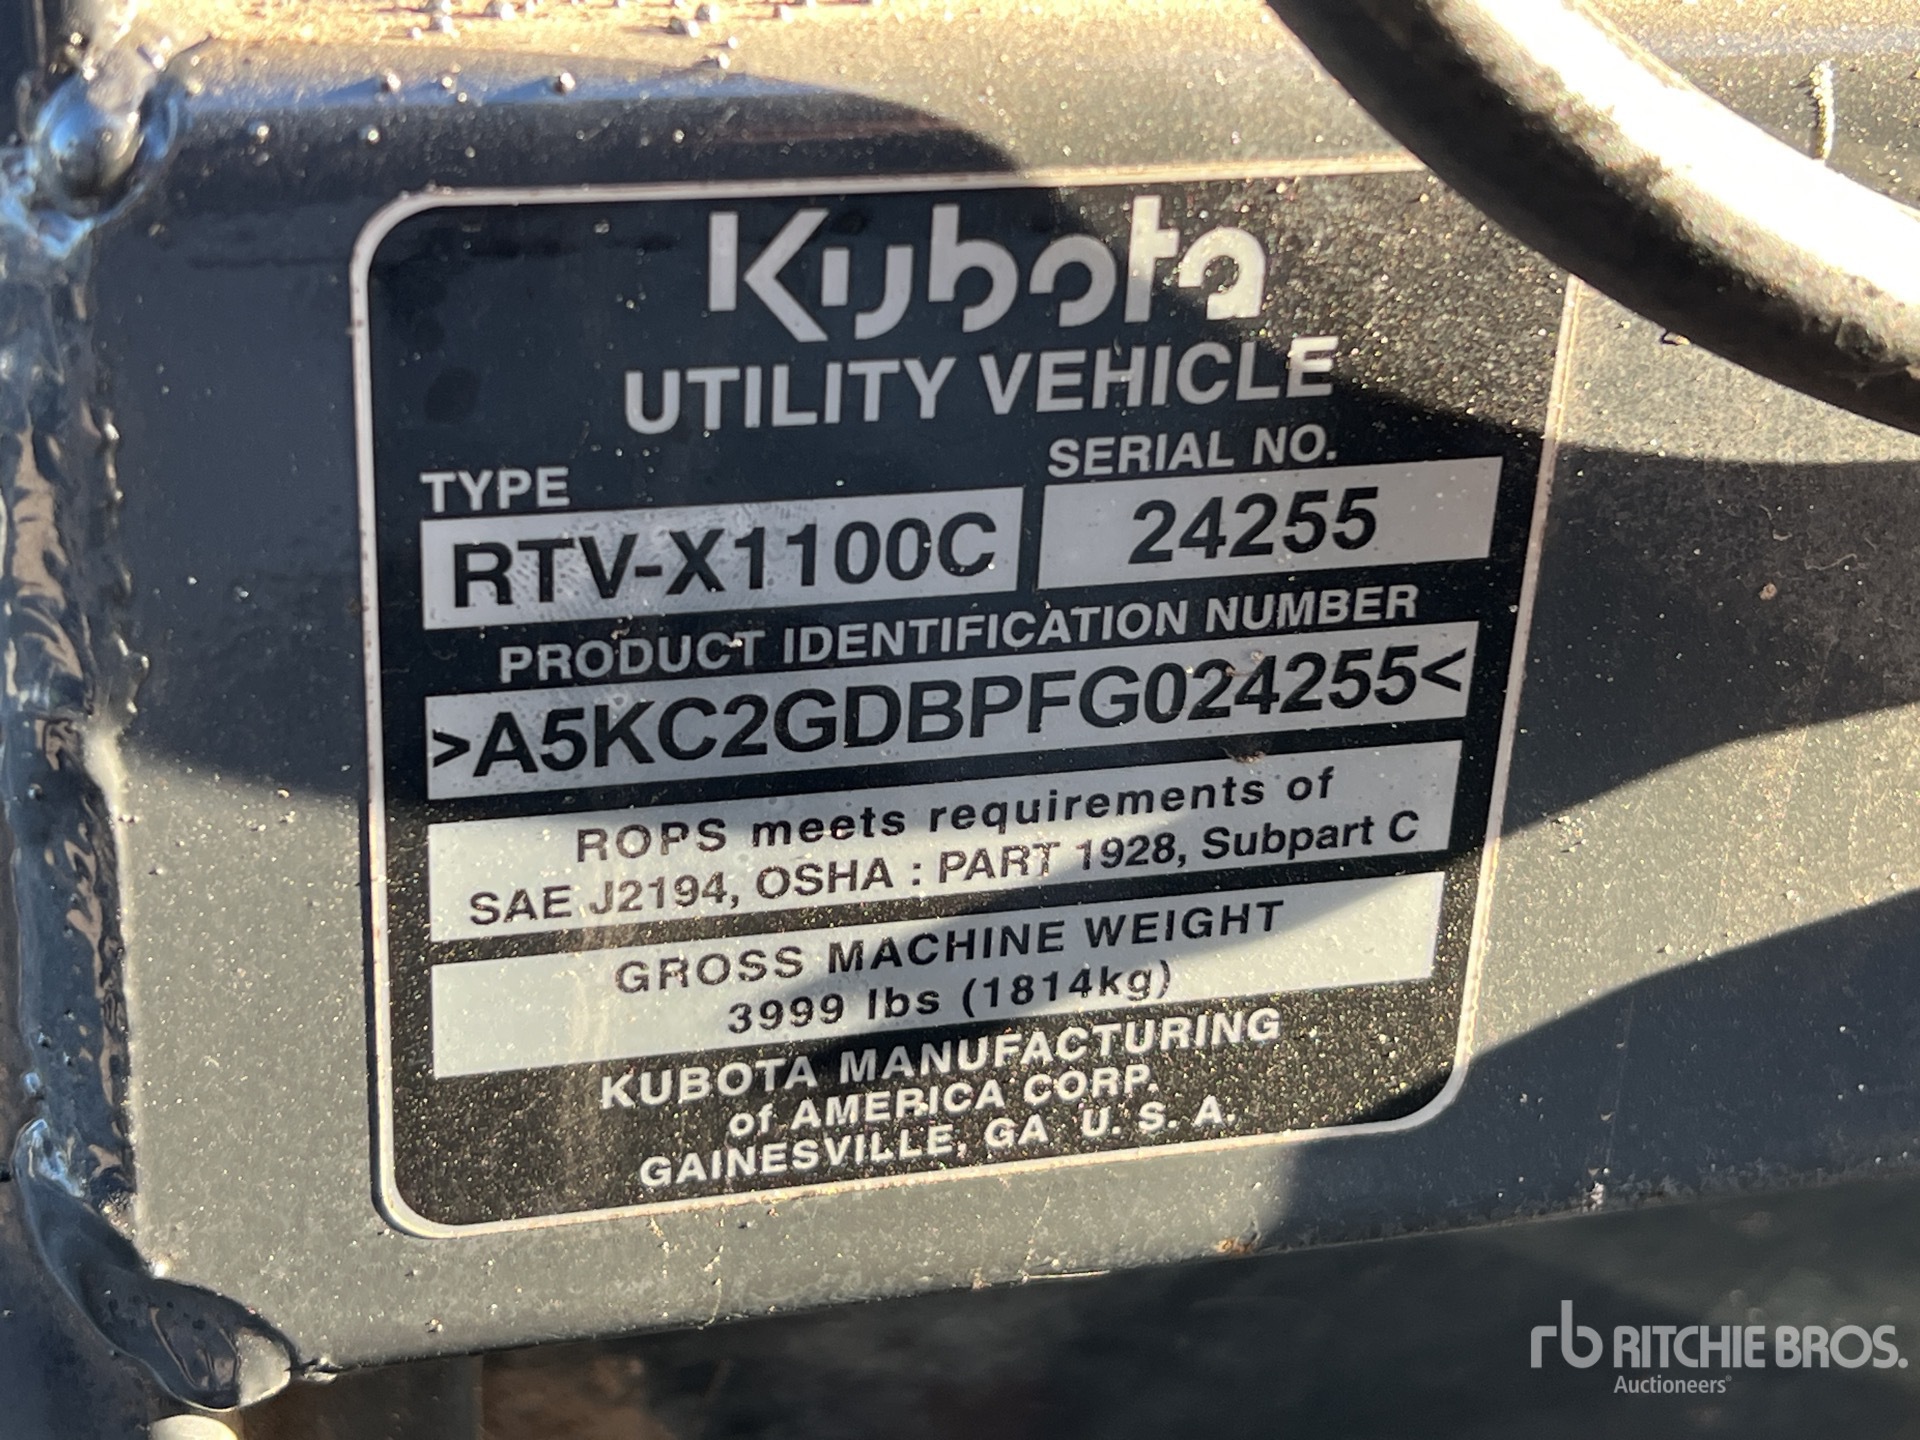 Kubota
UTILITY VEHICLE
TYPE
SERIAL NO.
RTV-X1100C
24255
PRODUCT IDENTIFICATION NUMBER
>A5KC2GDBPFG024255<
ROPS meets requirements of
SAE J2194, OSHA : PART 1928, Subpart C
GROSS MACHINE WEIGHT
3999 lbs (1814kg)
KUBOTA MANUFACTURING
of AMERICA CORP.
GAINESVILLE, GA U. S. A.
rb RITCHIE BROS.
Auctioneers®